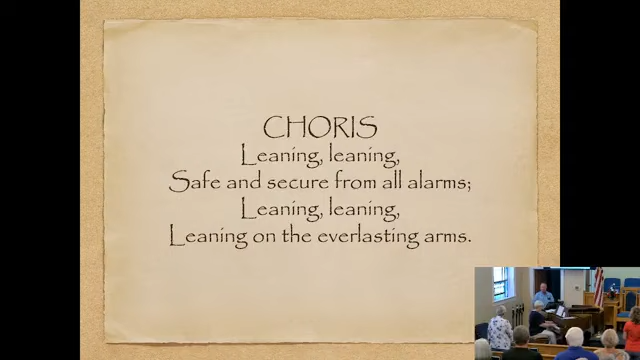 CHORIS
Leaning, leaning,
Safe and secure from all alarms;
Leaning, leaning,
Leaning on the everlasting arms.